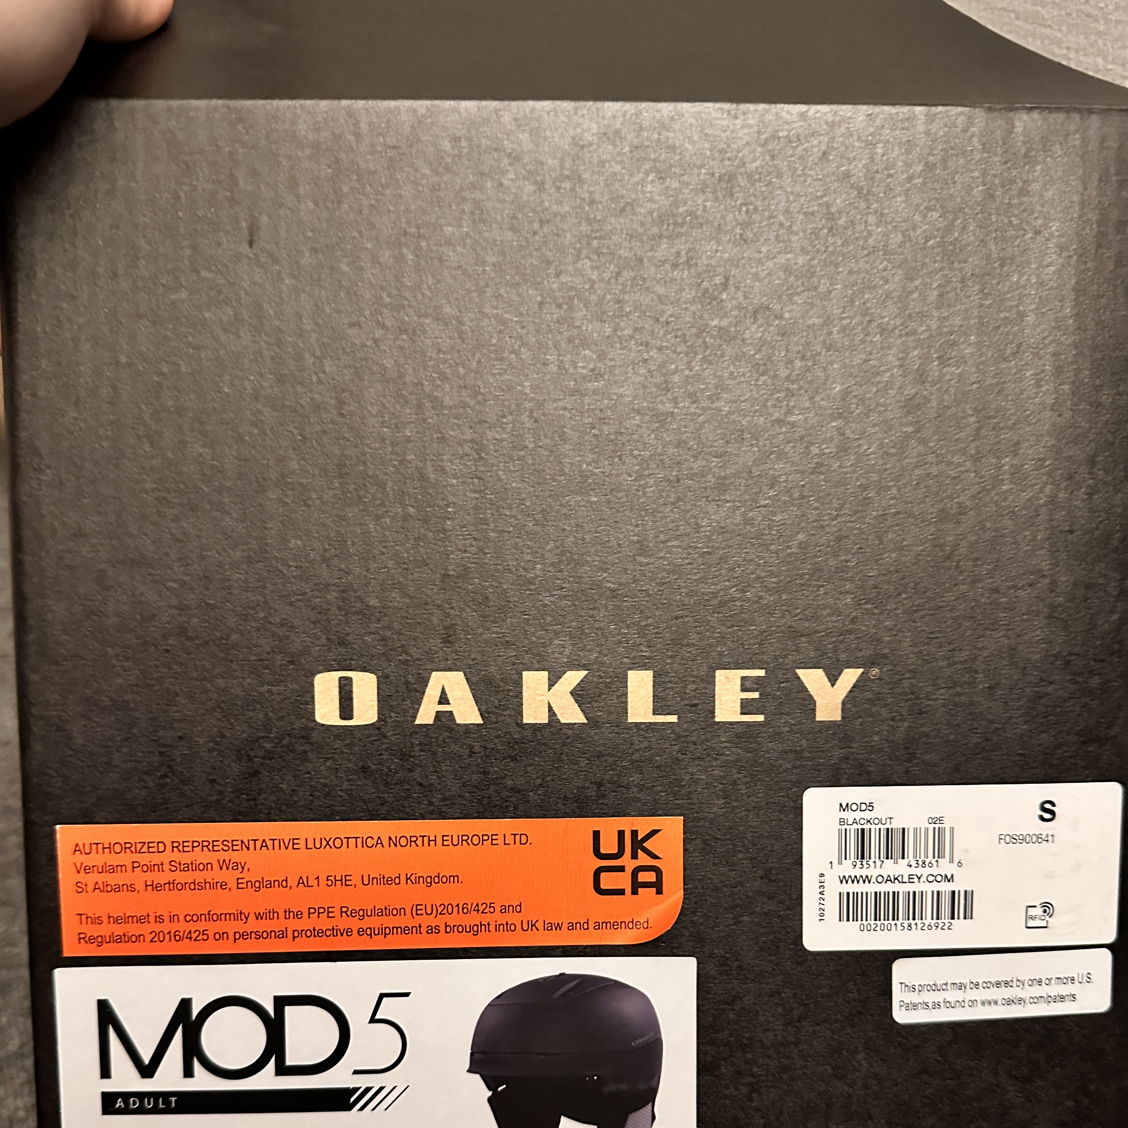 OAKLEY®
AUTHORIZED REPRESENTATIVE LUXOTTICA NORTH EUROPE LTD.
Verulam Point Station Way,
St Albans, Hertfordshire, England, AL1 5HE, United Kingdom.
This helmet is in conformity with the PPE Regulation (EU)2016/425 and
Regulation 2016/425 on personal protective equipment as brought into UK law and amended.
UK
CA
MOD5
S
BLACKOUT 02E
FOS900641
1 93517 43861 6
WWW.OAKLEY.COM
10272A3E9
00200158126922
RFID
This product may be covered by one or more U.S.
Patents,as found on www.oakley.com/patents
MOD 5
ADULT